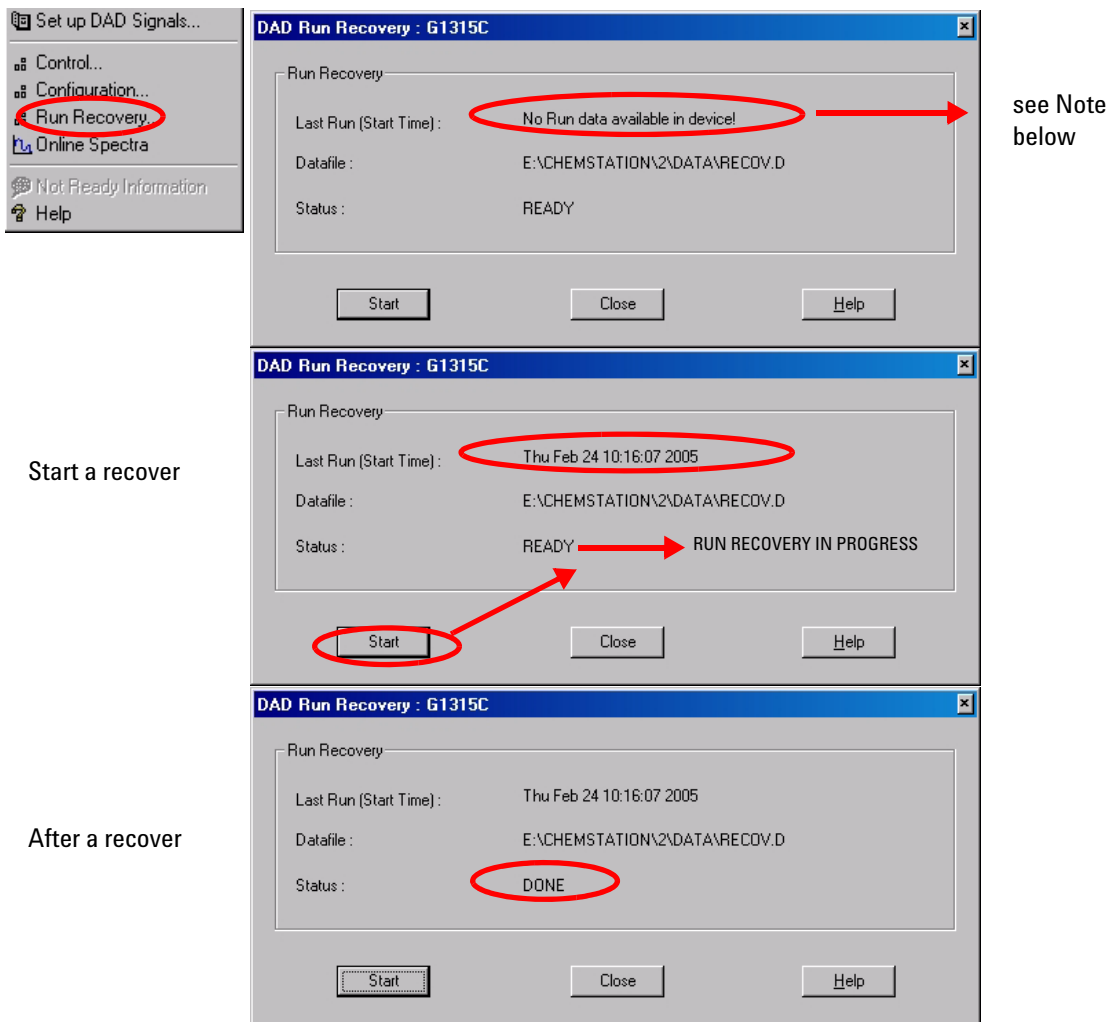 Set up DAD Signals...
Control...
Configuration...
Run Recovery...
Online Spectra
Not Ready Information
Help
DAD Run Recovery : G1315C
Run Recovery
Last Run (Start Time) : No Run data available in device!
Datafile : E:\CHEMSTATION\2\DATA\RECOV.D
Status : READY
Start Close Help
see Note
below
Start a recover
DAD Run Recovery : G1315C
Run Recovery
Last Run (Start Time) : Thu Feb 24 10:16:07 2005
Datafile : E:\CHEMSTATION\2\DATA\RECOV.D
Status : READY RUN RECOVERY IN PROGRESS
Start Close Help
After a recover
DAD Run Recovery : G1315C
Run Recovery
Last Run (Start Time) : Thu Feb 24 10:16:07 2005
Datafile : E:\CHEMSTATION\2\DATA\RECOV.D
Status : DONE
Start Close Help